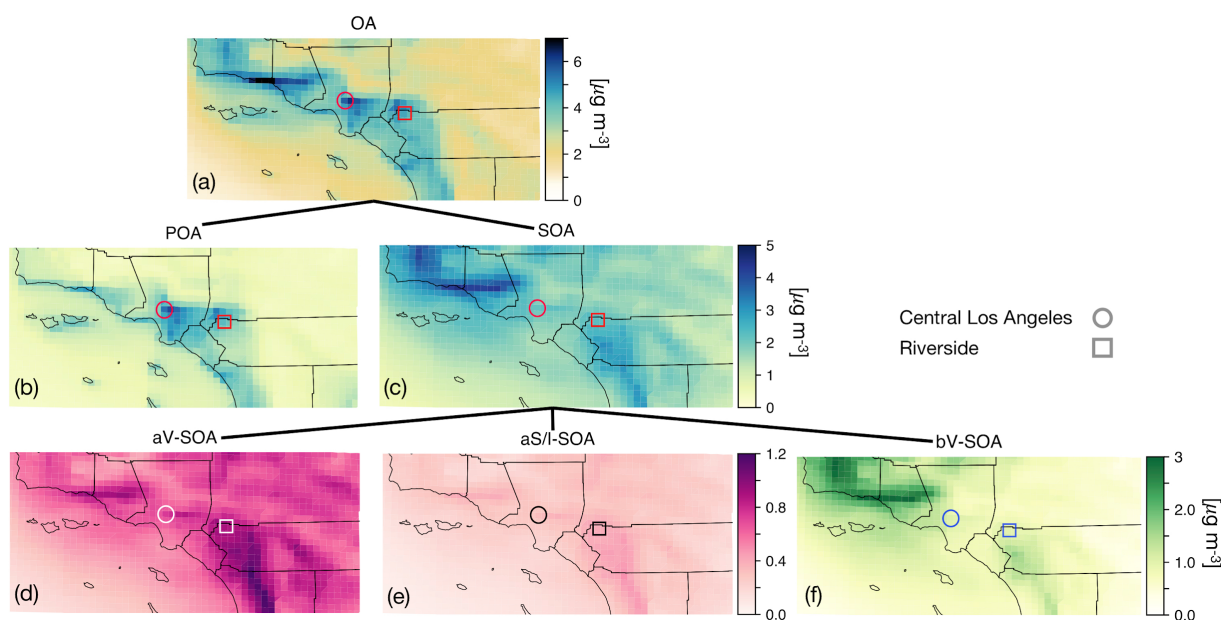 OA
6
4
2
0
[µg m⁻³]
(a)
POA
SOA
5
4
3
2
1
0
[µg m⁻³]
(b)
(c)
Central Los Angeles
Riverside
aV-SOA
aS/I-SOA
bV-SOA
1.2
0.8
0.4
0.0
3
2.0
1.0
0.0
[µg m⁻³]
(d)
(e)
(f)